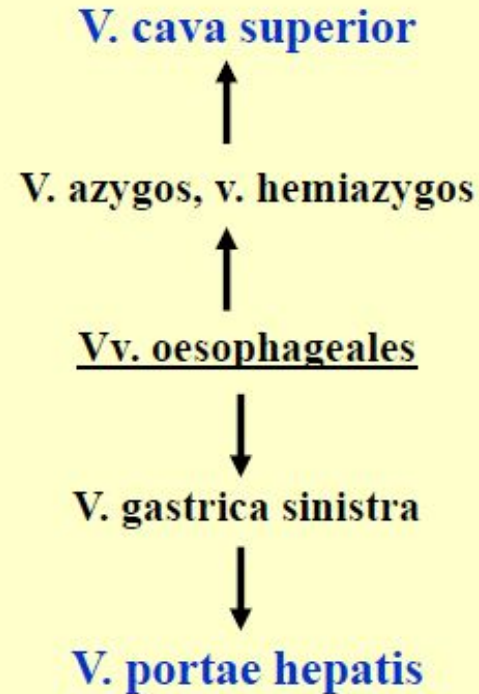 V. cava superior
V. azygos, v. hemiazygos
Vv. oesophageales
V. gastrica sinistra
V. portae hepatis